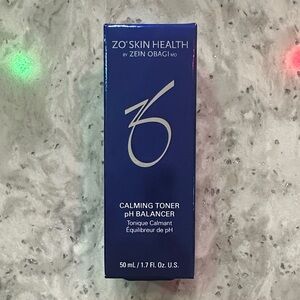 ZO® SKIN HEALTH
BY ZEIN OBAGI MD
CALMING TONER
pH BALANCER
Tonique Calmant
Équilibreur de pH
50 mL / 1.7 Fl. Oz. U.S.